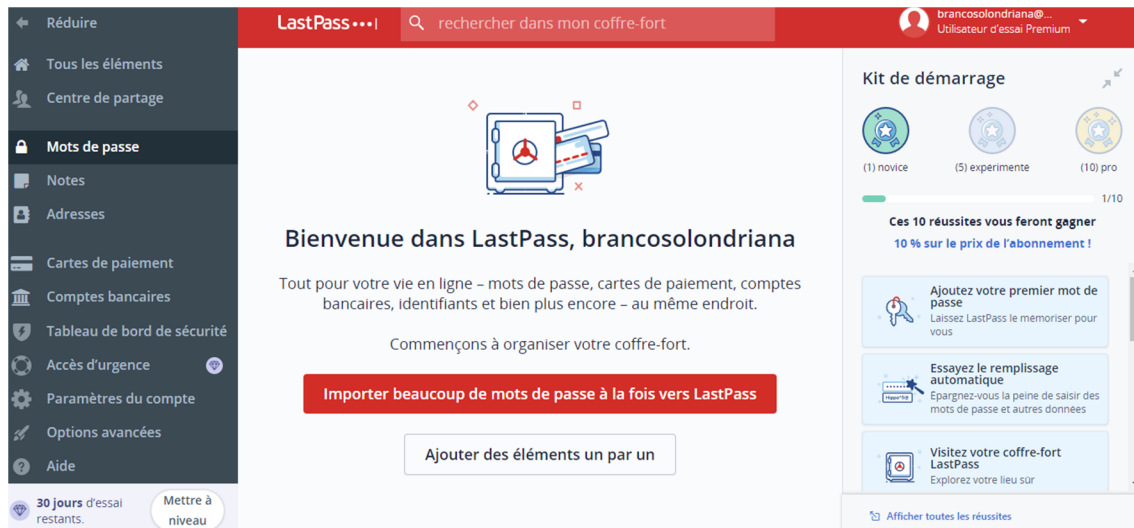 Réduire
Tous les éléments
Centre de partage
Mots de passe
Notes
Adresses
Cartes de paiement
Comptes bancaires
Tableau de bord de sécurité
Accès d'urgence
Paramètres du compte
Options avancées
Aide
30 jours d'essai
restants.
Mettre à
niveau
LastPass
rechercher dans mon coffre-fort
brancosolondriana@...
Utilisateur d'essai Premium
Bienvenue dans LastPass, brancosolondriana
Tout pour votre vie en ligne – mots de passe, cartes de paiement, comptes
bancaires, identifiants et bien plus encore – au même endroit.
Commençons à organiser votre coffre-fort.
Importer beaucoup de mots de passe à la fois vers LastPass
Ajouter des éléments un par un
Kit de démarrage
(1) novice
(5) expérimenté
(10) pro
1/10
Ces 10 réussites vous feront gagner
10 % sur le prix de l'abonnement !
Ajoutez votre premier mot de
passe
Laissez LastPass le mémoriser pour
vous
Essayez le remplissage
automatique
Épargnez-vous la peine de saisir des
mots de passe et autres données
Visitez votre coffre-fort
LastPass
Explorez votre lieu sûr
Afficher toutes les réussites